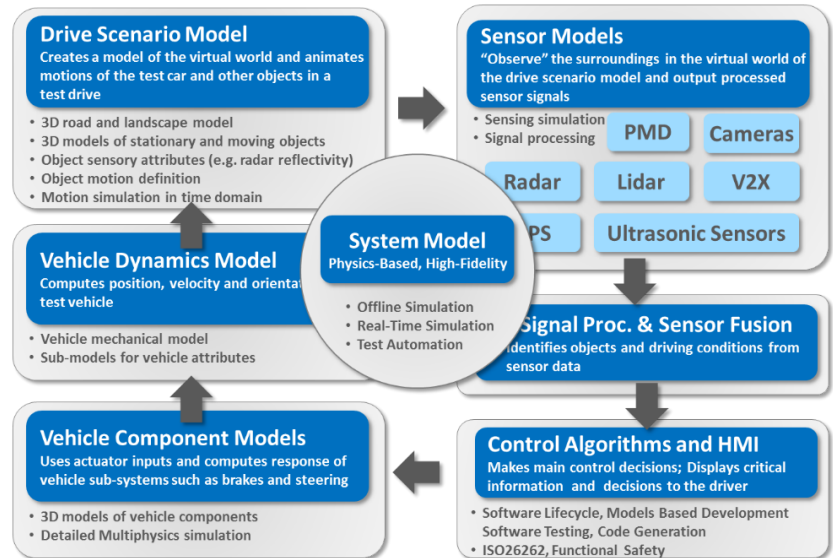 Drive Scenario Model
Creates a model of the virtual world and animates
motions of the test car and other objects in a
test drive
• 3D road and landscape model
• 3D models of stationary and moving objects
• Object sensory attributes (e.g. radar reflectivity)
• Object motion definition
• Motion simulation in time domain
Sensor Models
“Observe” the surroundings in the virtual world of
the drive scenario model and output processed
sensor signals
• Sensing simulation
• Signal processing
PMD
Cameras
Radar
Lidar
V2X
PS
Ultrasonic Sensors
System Model
Physics-Based, High-Fidelity
• Offline Simulation
• Real-Time Simulation
• Test Automation
Vehicle Dynamics Model
Computes position, velocity and
test vehicle
• Vehicle mechanical model
• Sub-models for vehicle attributes
Signal Proc. & Sensor Fusion
Identifies objects and driving conditions from
sensor data
Vehicle Component Models
Uses actuator inputs and computes response of
vehicle sub-systems such as brakes and steering
• 3D models of vehicle components
• Detailed Multiphysics simulation
Control Algorithms and HMI
Makes main control decisions; Displays critical
information and decisions to the driver
• Software Lifecycle, Models Based Development
Software Testing, Code Generation
• ISO26262, Functional Safety